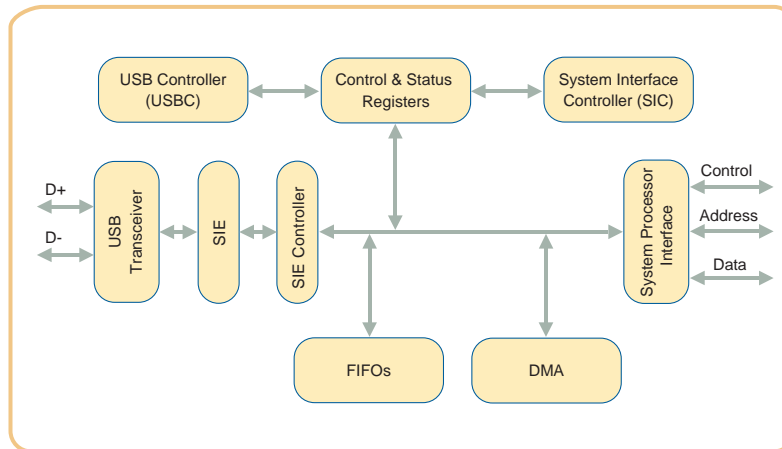 USB Controller
(USBC)
Control & Status
Registers
System Interface
Controller (SIC)
D+
D-
USB
Transceiver
SIE
SIE Controller
System Processor
Interface
Control
Address
Data
FIFOs
DMA